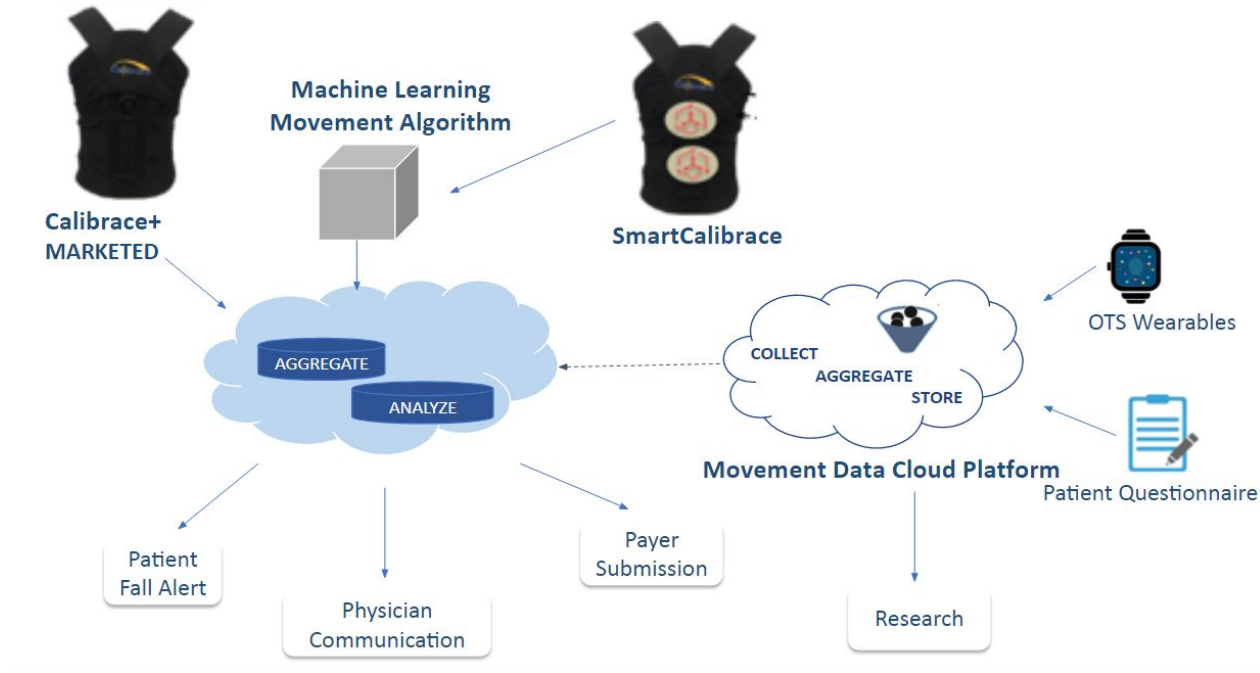 Machine Learning
Movement Algorithm
Calibrace+
MARKETED
SmartCalibrace
OTS Wearables
COLLECT
AGGREGATE
STORE
AGGREGATE
ANALYZE
Movement Data Cloud Platform
Patient Questionnaire
Patient
Fall Alert
Physician
Communication
Payer
Submission
Research